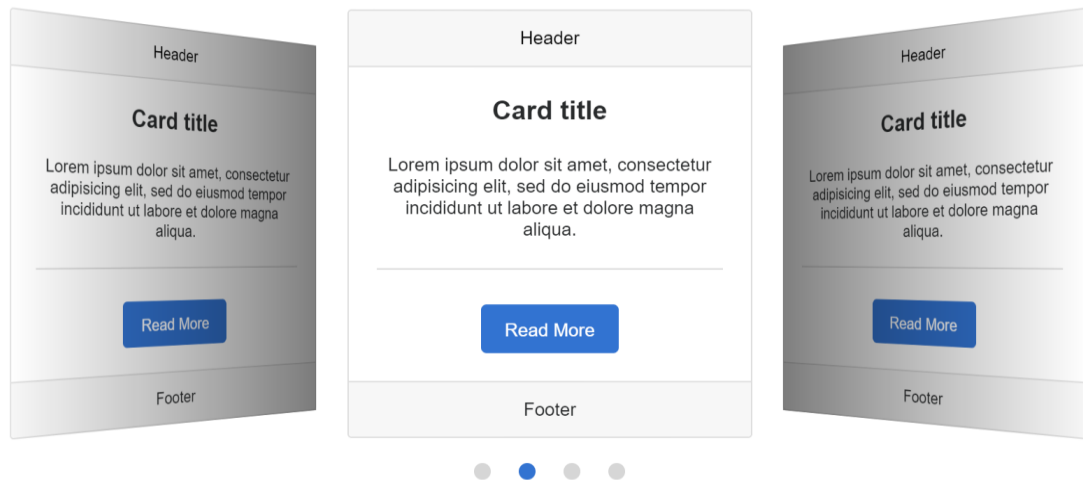 Header
Card title
Lorem ipsum dolor sit amet, consectetur
adipisicing elit, sed do eiusmod tempor
incididunt ut labore et dolore magna
aliqua.
Read More
Footer
Header
Card title
Lorem ipsum dolor sit amet, consectetur
adipisicing elit, sed do eiusmod tempor
incididunt ut labore et dolore magna
aliqua.
Read More
Footer
Header
Card title
Lorem ipsum dolor sit amet, consectetur
adipisicing elit, sed do eiusmod tempor
incididunt ut labore et dolore magna
aliqua.
Read More
Footer